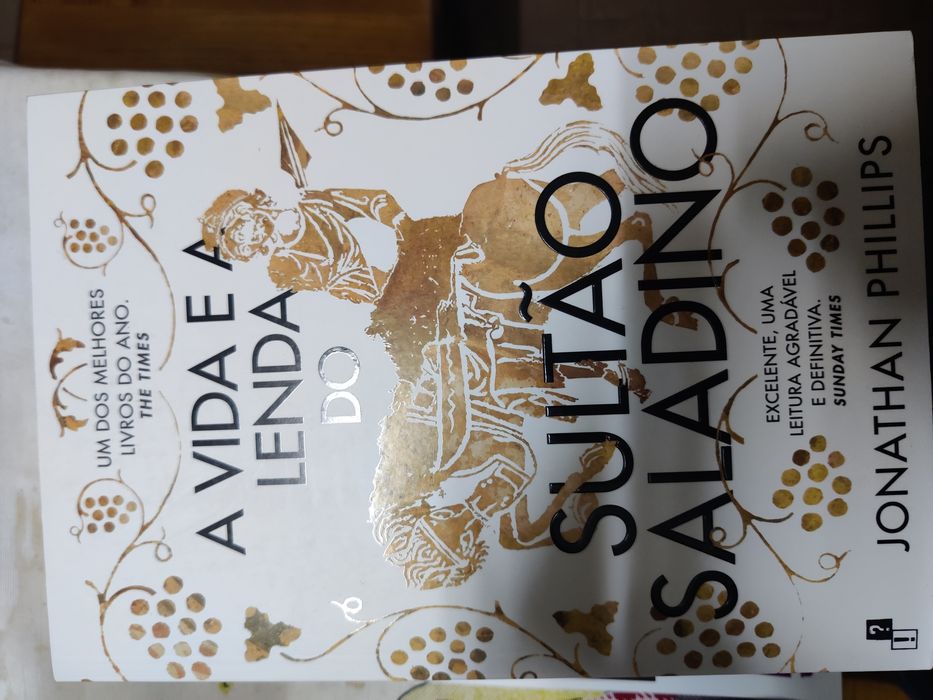 UM DOS MELHORES
LIVROS DO ANO.
THE TIMES
A VIDA E A
LENDA
DO
SULTÃO
SALADINO
EXCELENTE, UMA
LEITURA AGRADÁVEL
E DEFINITIVA.
SUNDAY TIMES
JONATHAN PHILLIPS
?
!